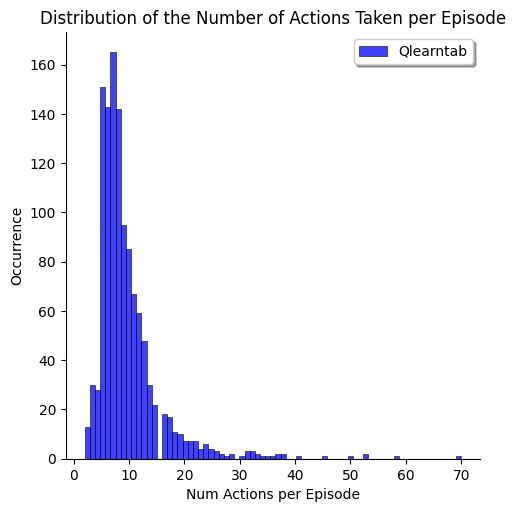 Distribution of the Number of Actions Taken per Episode
Qlearntab
160
140
120
100
80
60
40
20
0
Occurrence
0 10 20 30 40 50 60 70
Num Actions per Episode